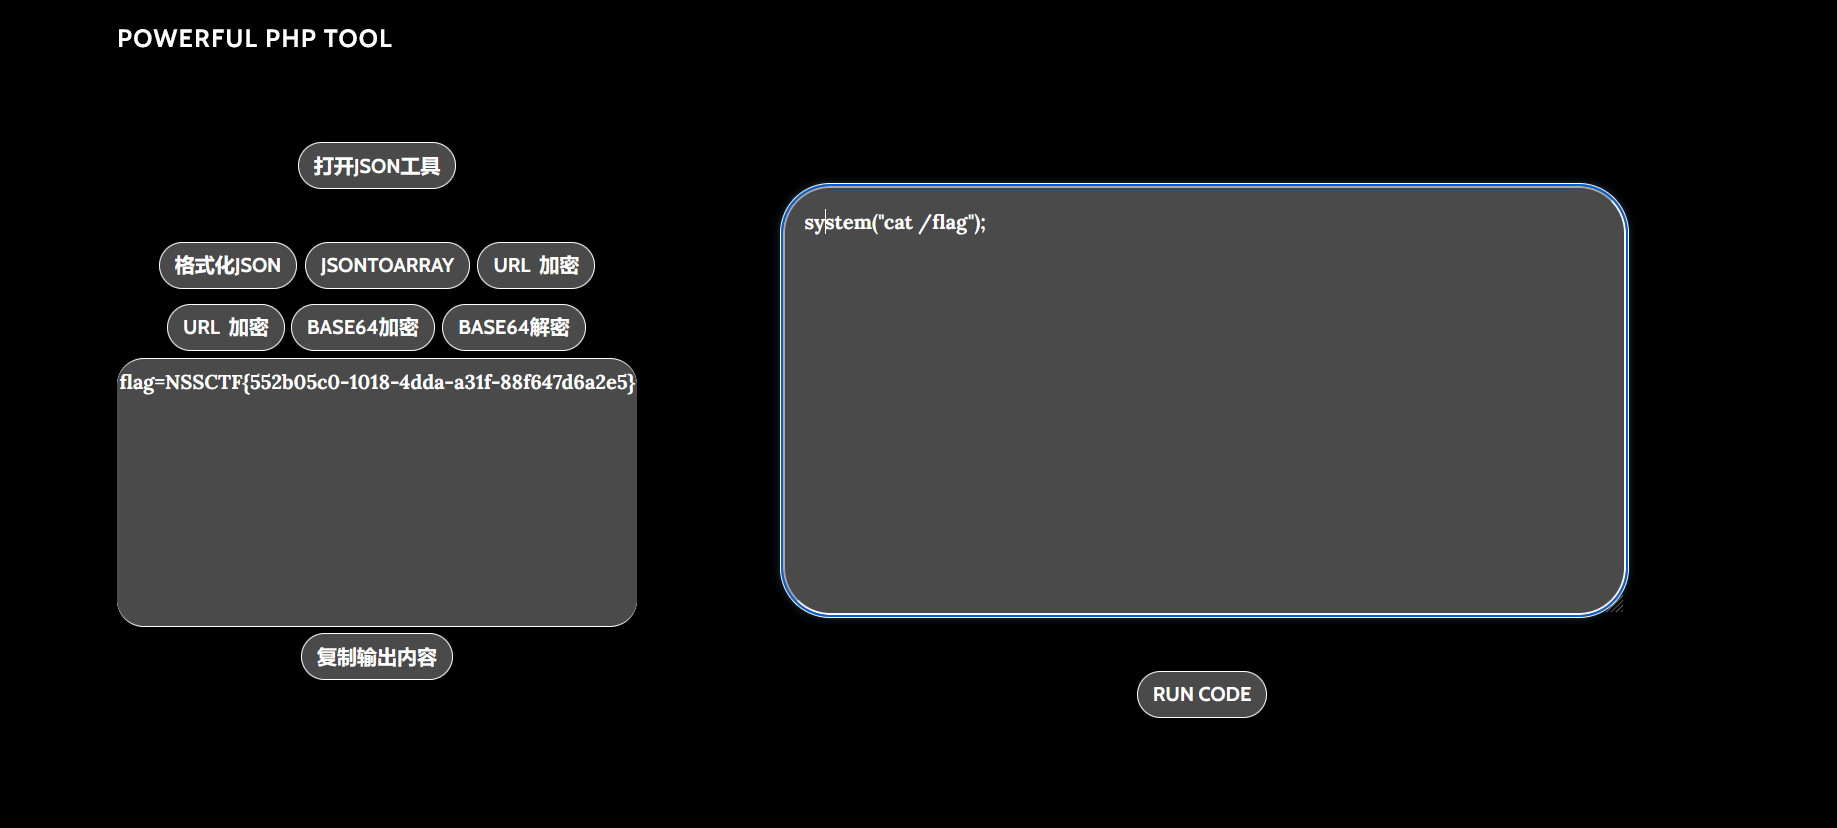 POWERFUL PHP TOOL
打开JSON工具
格式化JSON JSONTOARRAY URL 加密
URL 加密 BASE64加密 BASE64解密
flag=NSSCTF{552b05c0-1018-4dda-a31f-88f647d6a2e5}
复制输出内容
system("cat /flag");
RUN CODE